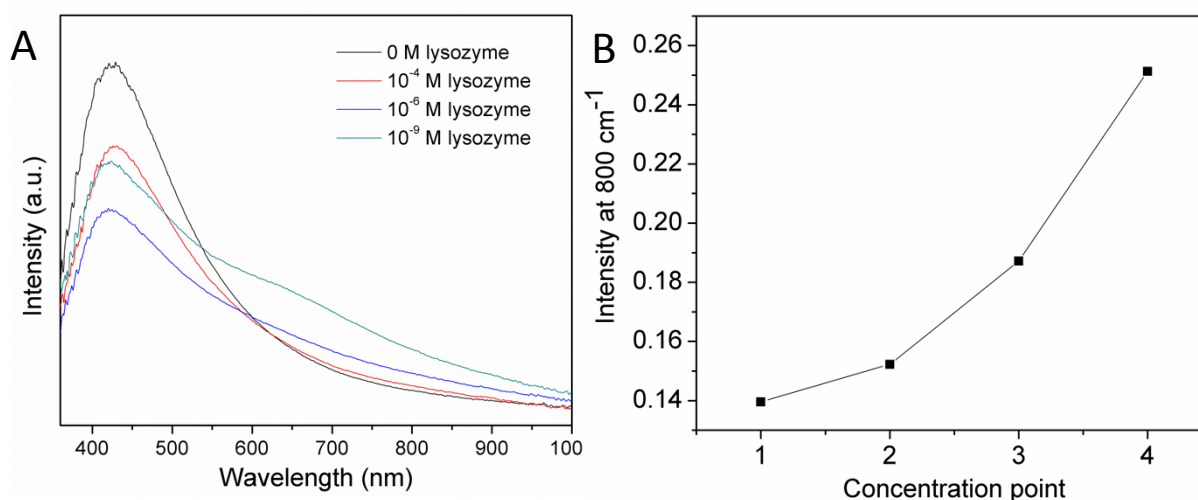 A
0 M lysozyme
10⁻⁴ M lysozyme
10⁻⁶ M lysozyme
10⁻⁹ M lysozyme
Intensity (a.u.)
400 500 600 700 800 900 100
Wavelength (nm)
B
0.26
0.24
0.22
0.20
0.18
0.16
0.14
Intensity at 800 cm⁻¹
1 2 3 4
Concentration point